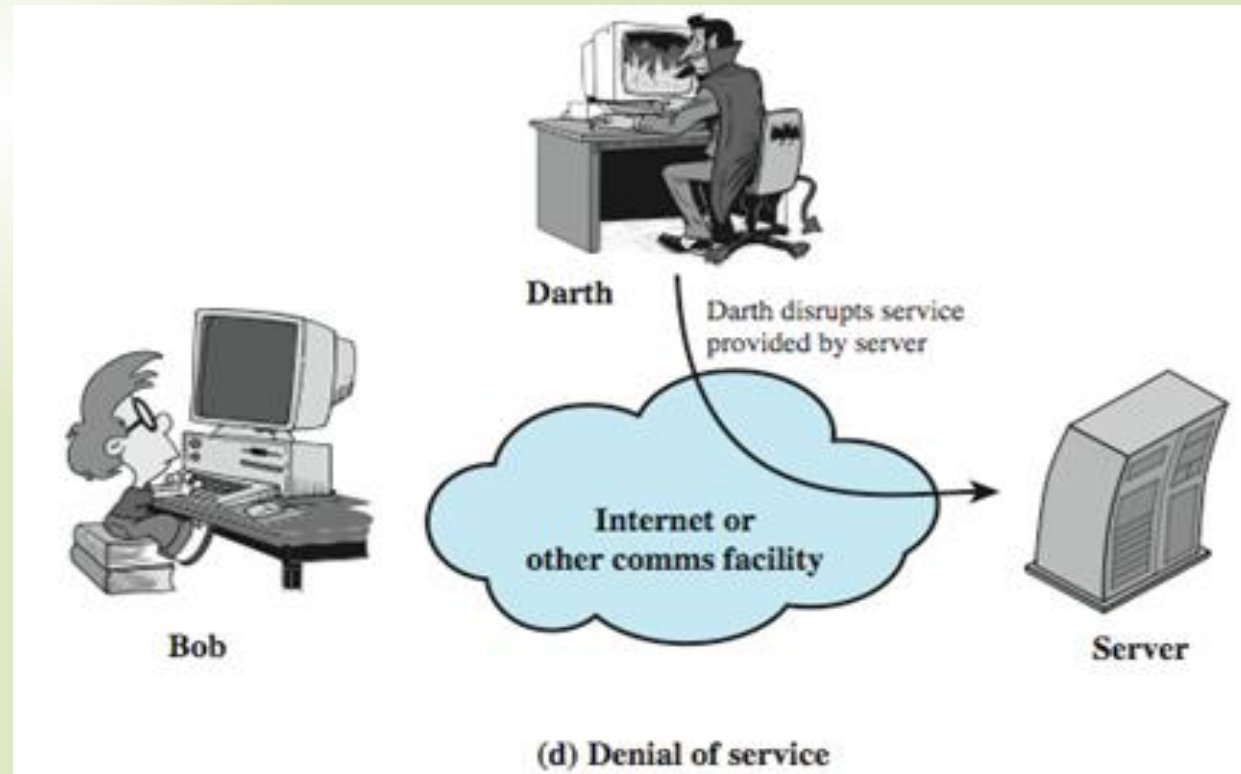 Darth
Darth disrupts service
provided by server
Internet or
other comms facility
Bob
Server
(d) Denial of service